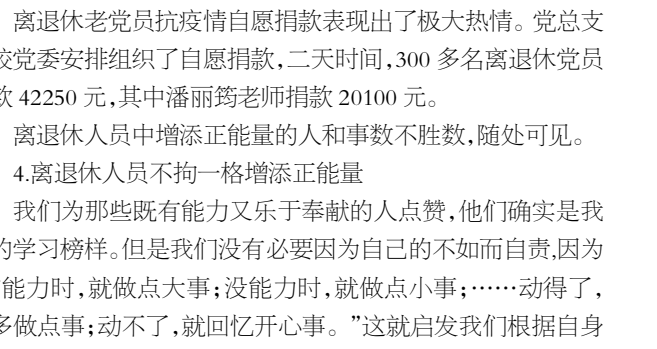 离退休老党员抗疫情自愿捐款表现出了极大热情。党总支
校党委安排组织了自愿捐款,二天时间,300 多名离退休党员
款 42250 元,其中潘丽筠老师捐款 20100 元。
离退休人员中增添正能量的人和事数不胜数,随处可见。
4.离退休人员不拘一格增添正能量
我们为那些既有能力又乐于奉献的人点赞,他们确实是我
的学习榜样。但是我们没有必要因为自己的不如而自责,因为
能力时,就做点大事;没能力时,就做点小事;……动得了,
多做点事;动不了,就回忆开心事。”这就启发我们根据自身